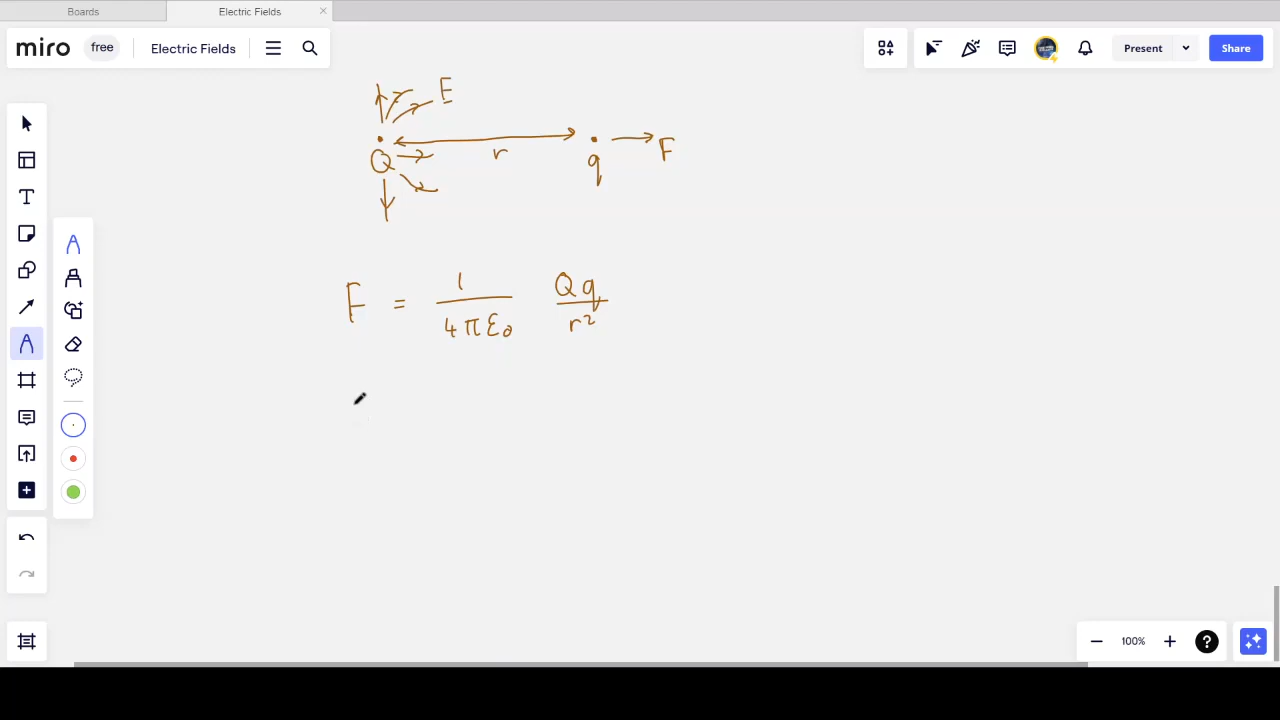 Boards
Electric Fields
miro free Electric Fields
Present
Share
E
Q r q F
F = 1/4πε₀ Qq/r²
100%